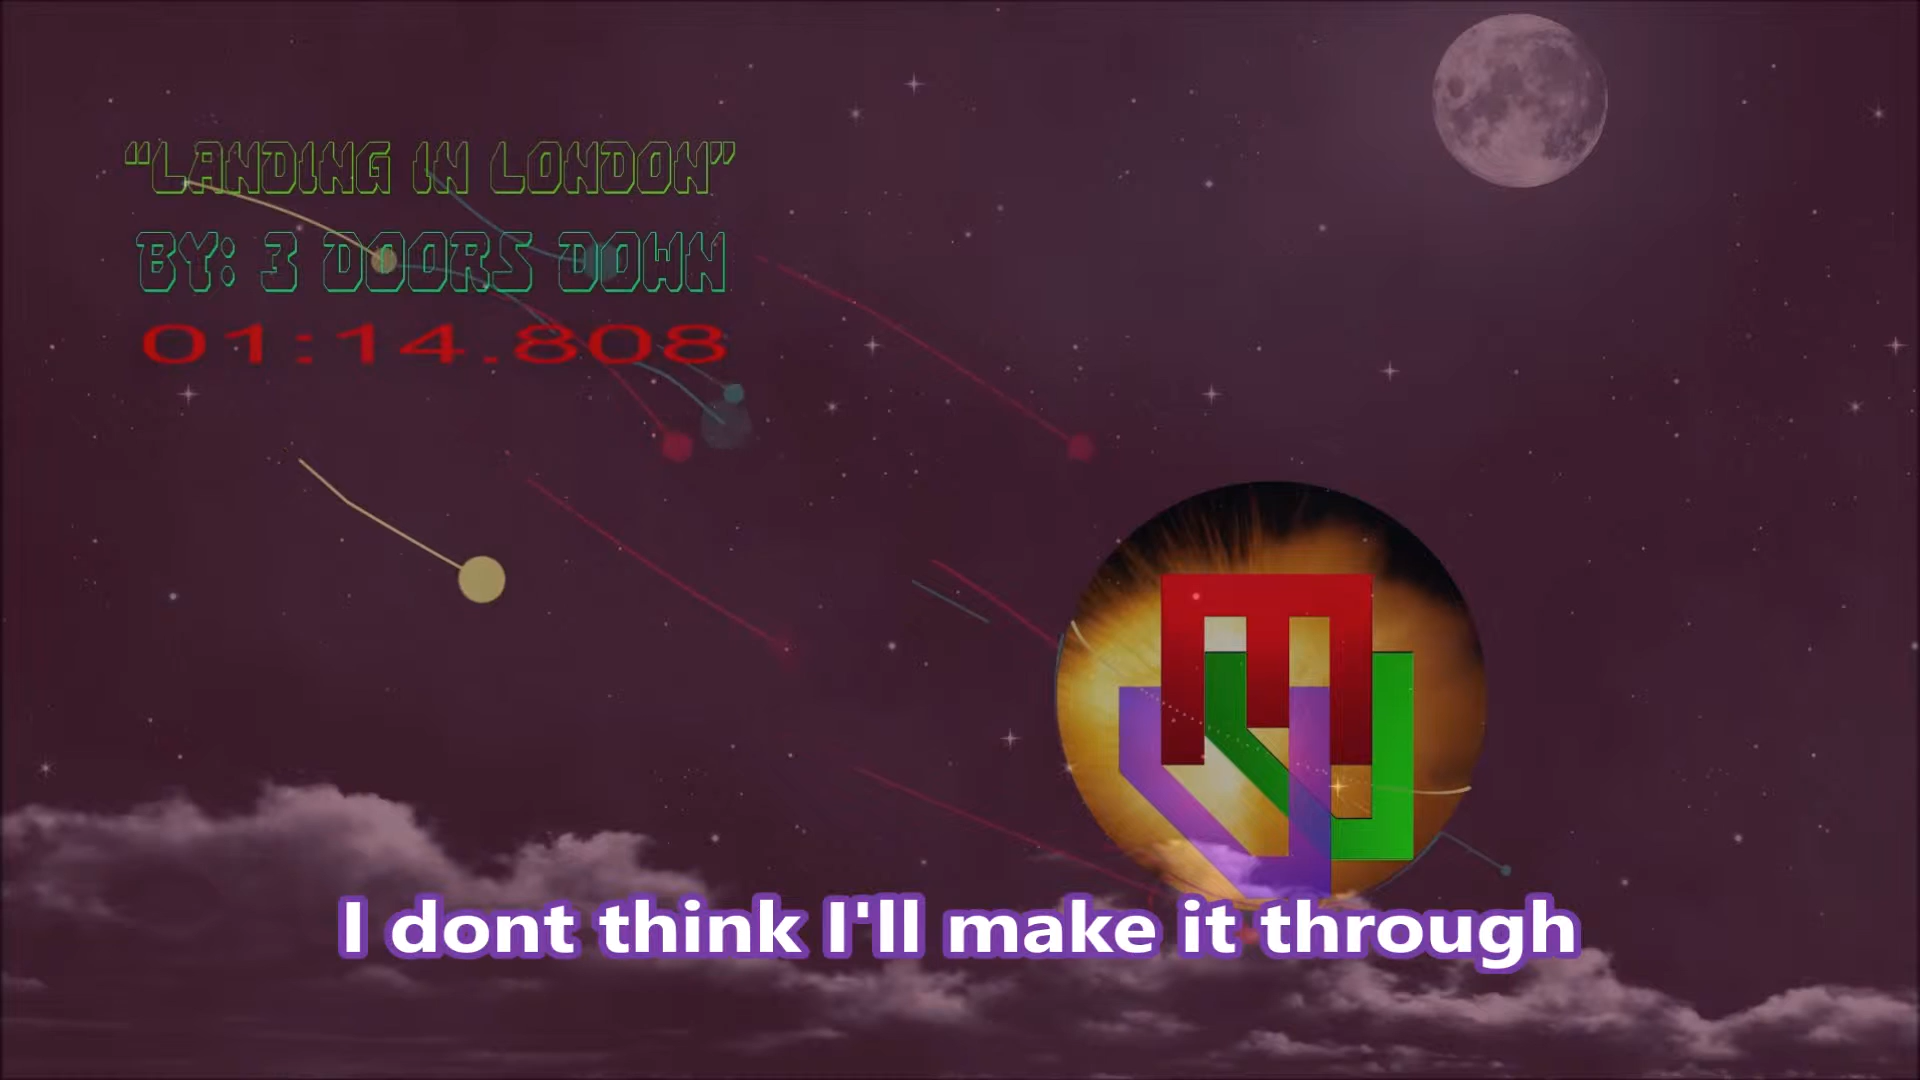 “LANDING IN LONDON”
BY: 3 DOORS DOWN
01:14.808
I dont think I'll make it through